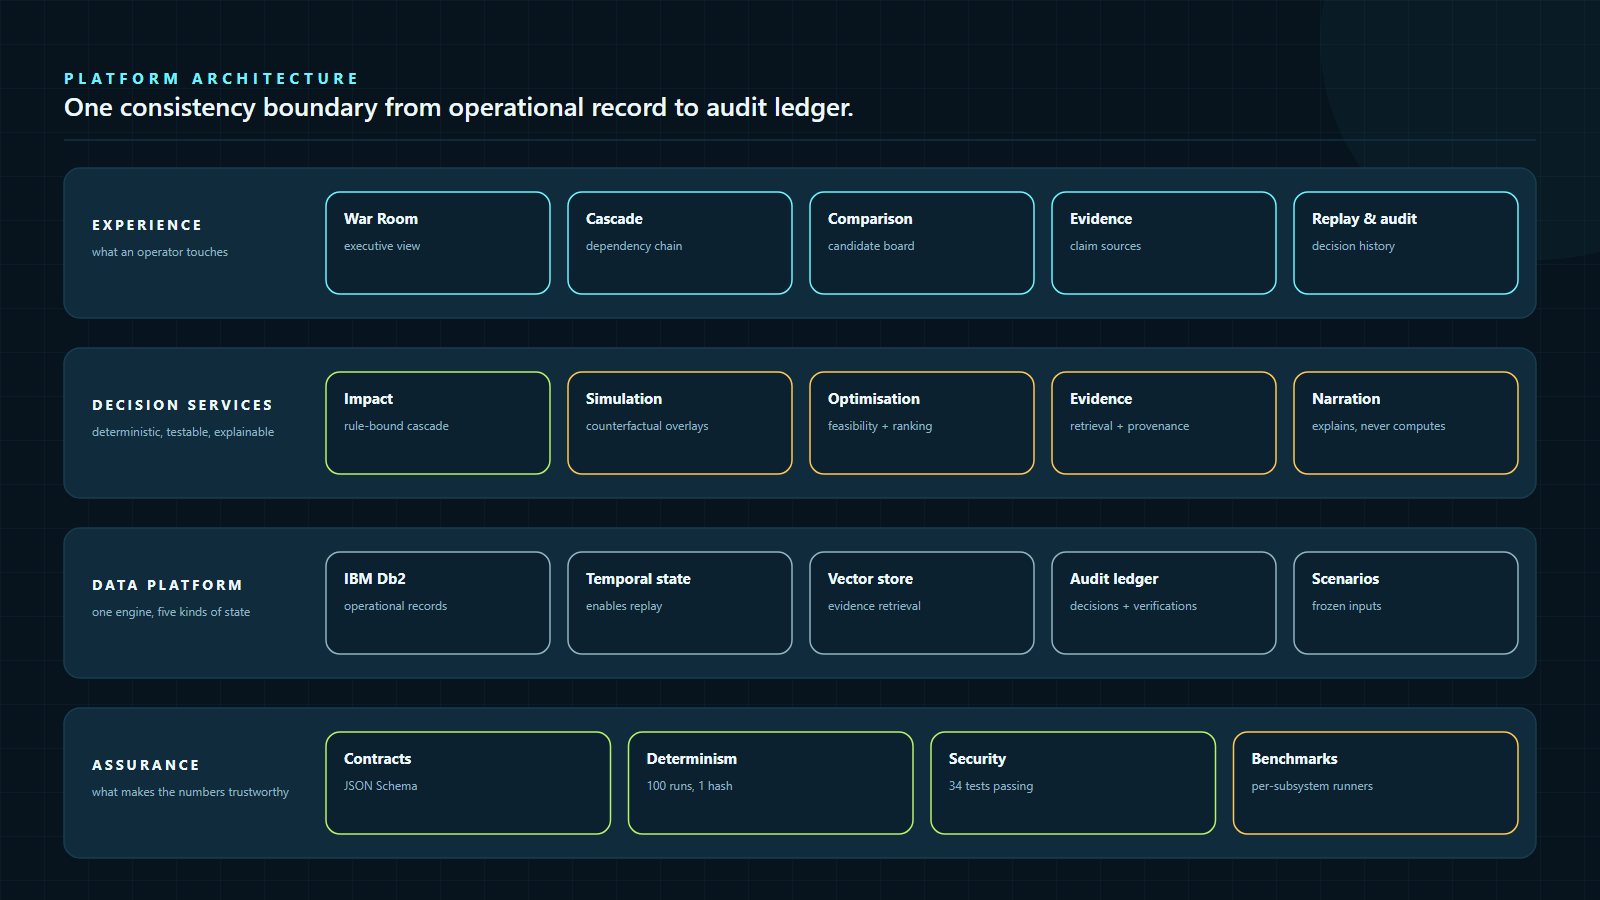 PLATFORM ARCHITECTURE
One consistency boundary from operational record to audit ledger.
EXPERIENCE
what an operator touches
War Room
executive view
Cascade
dependency chain
Comparison
candidate board
Evidence
claim sources
Replay & audit
decision history
DECISION SERVICES
deterministic, testable, explainable
Impact
rule-bound cascade
Simulation
counterfactual overlays
Optimisation
feasibility + ranking
Evidence
retrieval + provenance
Narration
explains, never computes
DATA PLATFORM
one engine, five kinds of state
IBM Db2
operational records
Temporal state
enables replay
Vector store
evidence retrieval
Audit ledger
decisions + verifications
Scenarios
frozen inputs
ASSURANCE
what makes the numbers trustworthy
Contracts
JSON Schema
Determinism
100 runs, 1 hash
Security
34 tests passing
Benchmarks
per-subsystem runners